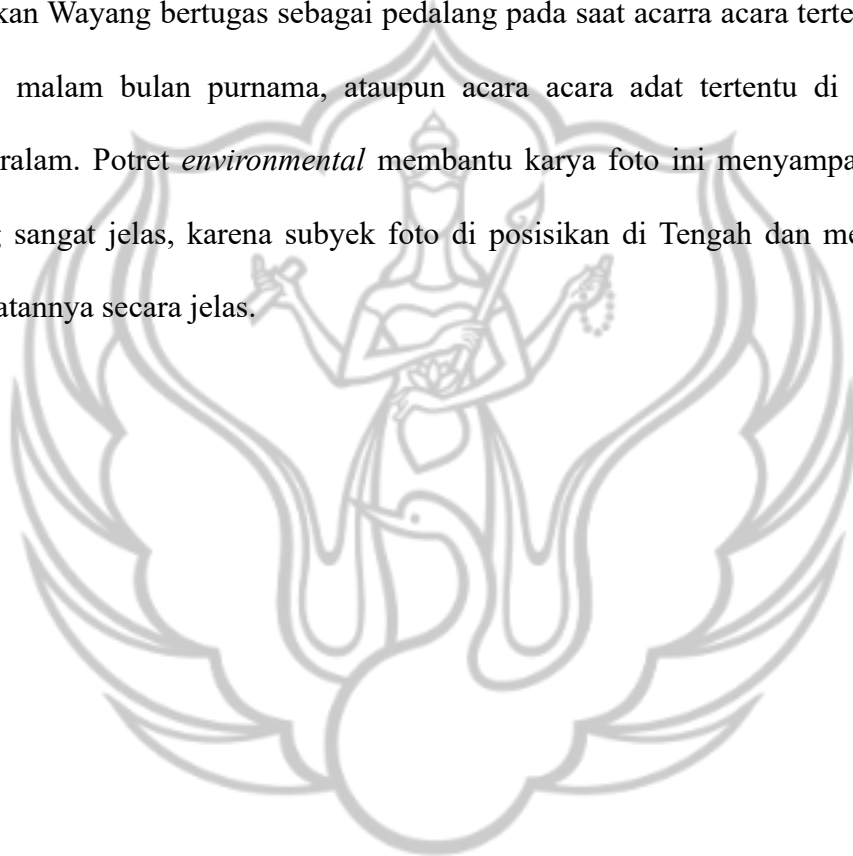 kan Wayang bertugas sebagai pedalang pada saat acarra acara terte
malam bulan purnama, ataupun acara acara adat tertentu di
ralam. Potret environmental membantu karya foto ini menyampa
sangat jelas, karena subyek foto di posisikan di Tengah dan me
atannya secara jelas.